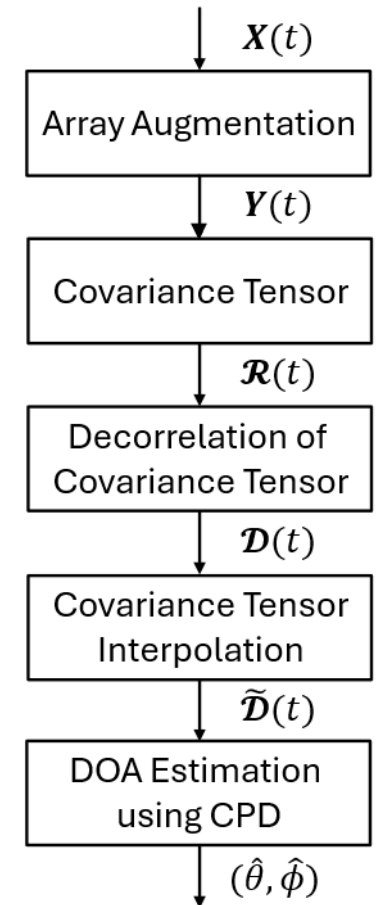 𝑿(𝑡)
Array Augmentation
𝒀(𝑡)
Covariance Tensor
𝓡(𝑡)
Decorrelation of
Covariance Tensor
𝓓(𝑡)
Covariance Tensor
Interpolation
𝓓̃(𝑡)
DOA Estimation
using CPD
(𝜃̂, 𝜙̂)